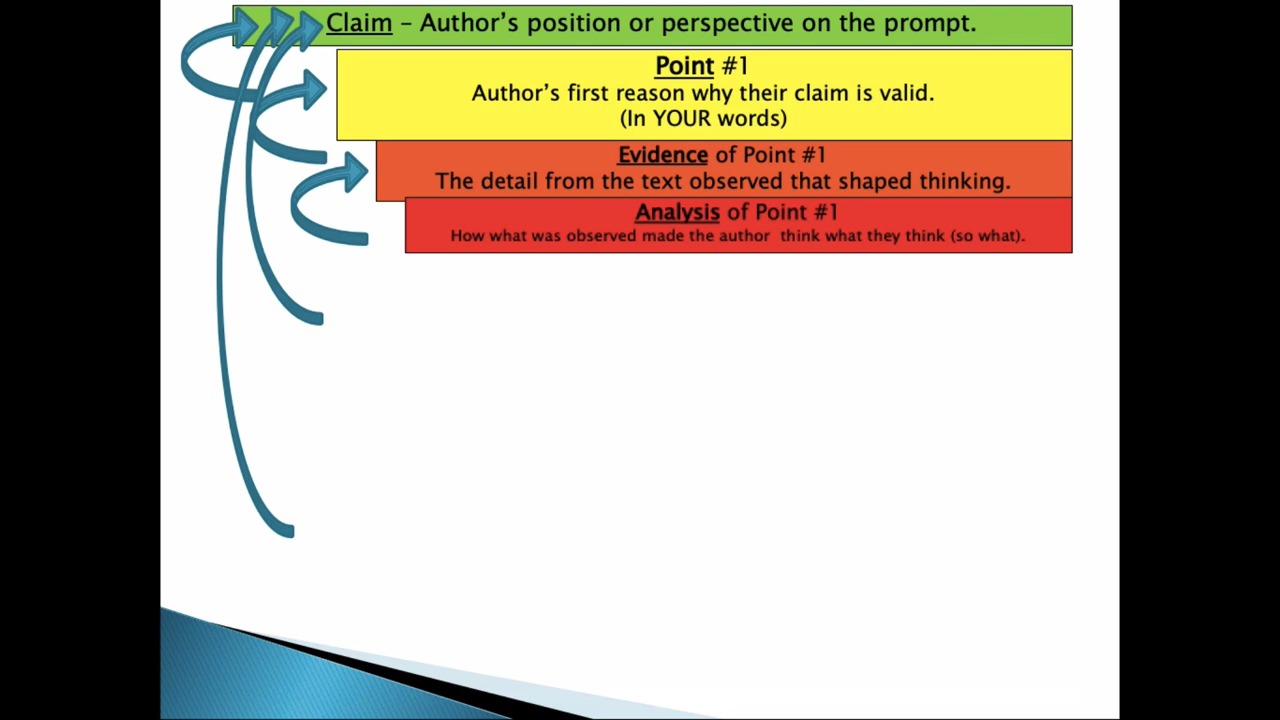 Claim – Author's position or perspective on the prompt.
Point #1
Author's first reason why their claim is valid.
(In YOUR words)
Evidence of Point #1
The detail from the text observed that shaped thinking.
Analysis of Point #1
How what was observed made the author think what they think (so what).